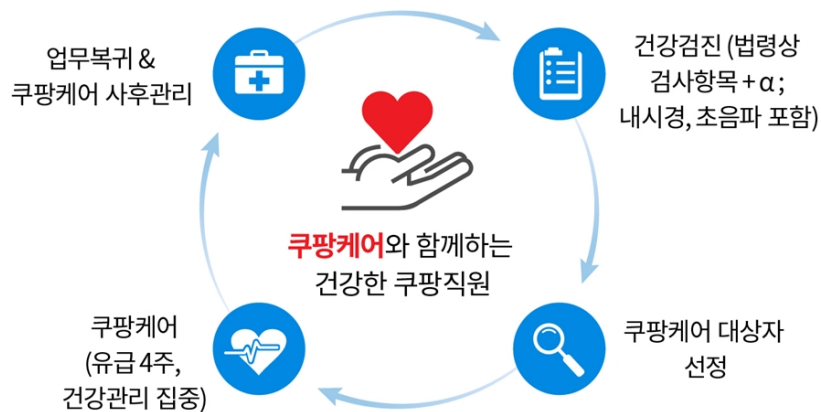 업무복귀 &
쿠팡케어 사후관리
건강검진 (법령상
검사항목 + α ;
내시경, 초음파 포함)
쿠팡케어와 함께하는
건강한 쿠팡직원
쿠팡케어
(유급 4주,
건강관리 집중)
쿠팡케어 대상자
선정